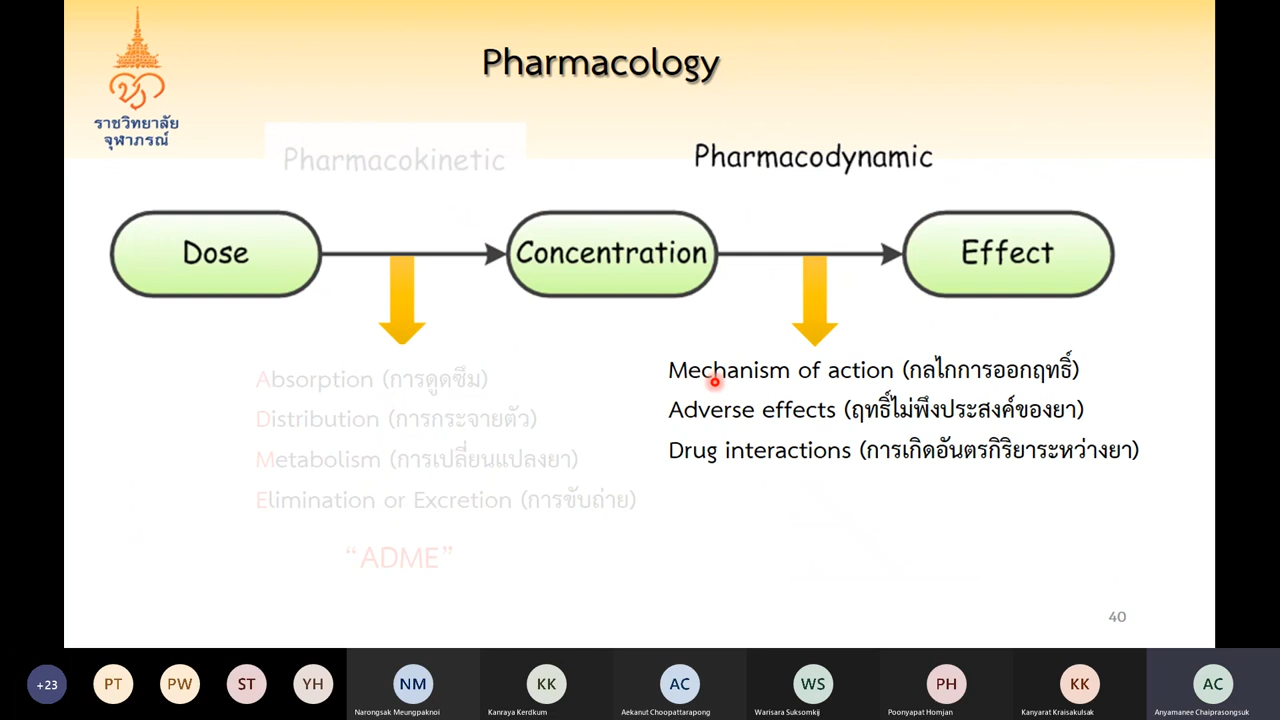 Pharmacology
ราชวิทยาลัย
จุฬาภรณ์
Pharmacokinetic
Pharmacodynamic
Dose
Concentration
Effect
Absorption (การดูดซึม)
Distribution (การกระจายตัว)
Metabolism (การเปลี่ยนแปลงยา)
Elimination or Excretion (การขับถ่าย)
“ADME”
Mechanism of action (กลไกการออกฤทธิ์)
Adverse effects (ฤทธิ์ไม่พึงประสงค์ของยา)
Drug interactions (การเกิดอันตรกิริยาระหว่างยา)
40
+23
PT
PW
ST
YH
NM
Narongsak Meungpaknoi
KK
Kanraya Kerdkum
AC
Aekanut Choopattarapong
WS
Warisara Suksomkij
PH
Poonyapat Homjan
KK
Kanyarat Kraisakulsak
AC
Anyamanee Chaiprasongsuk